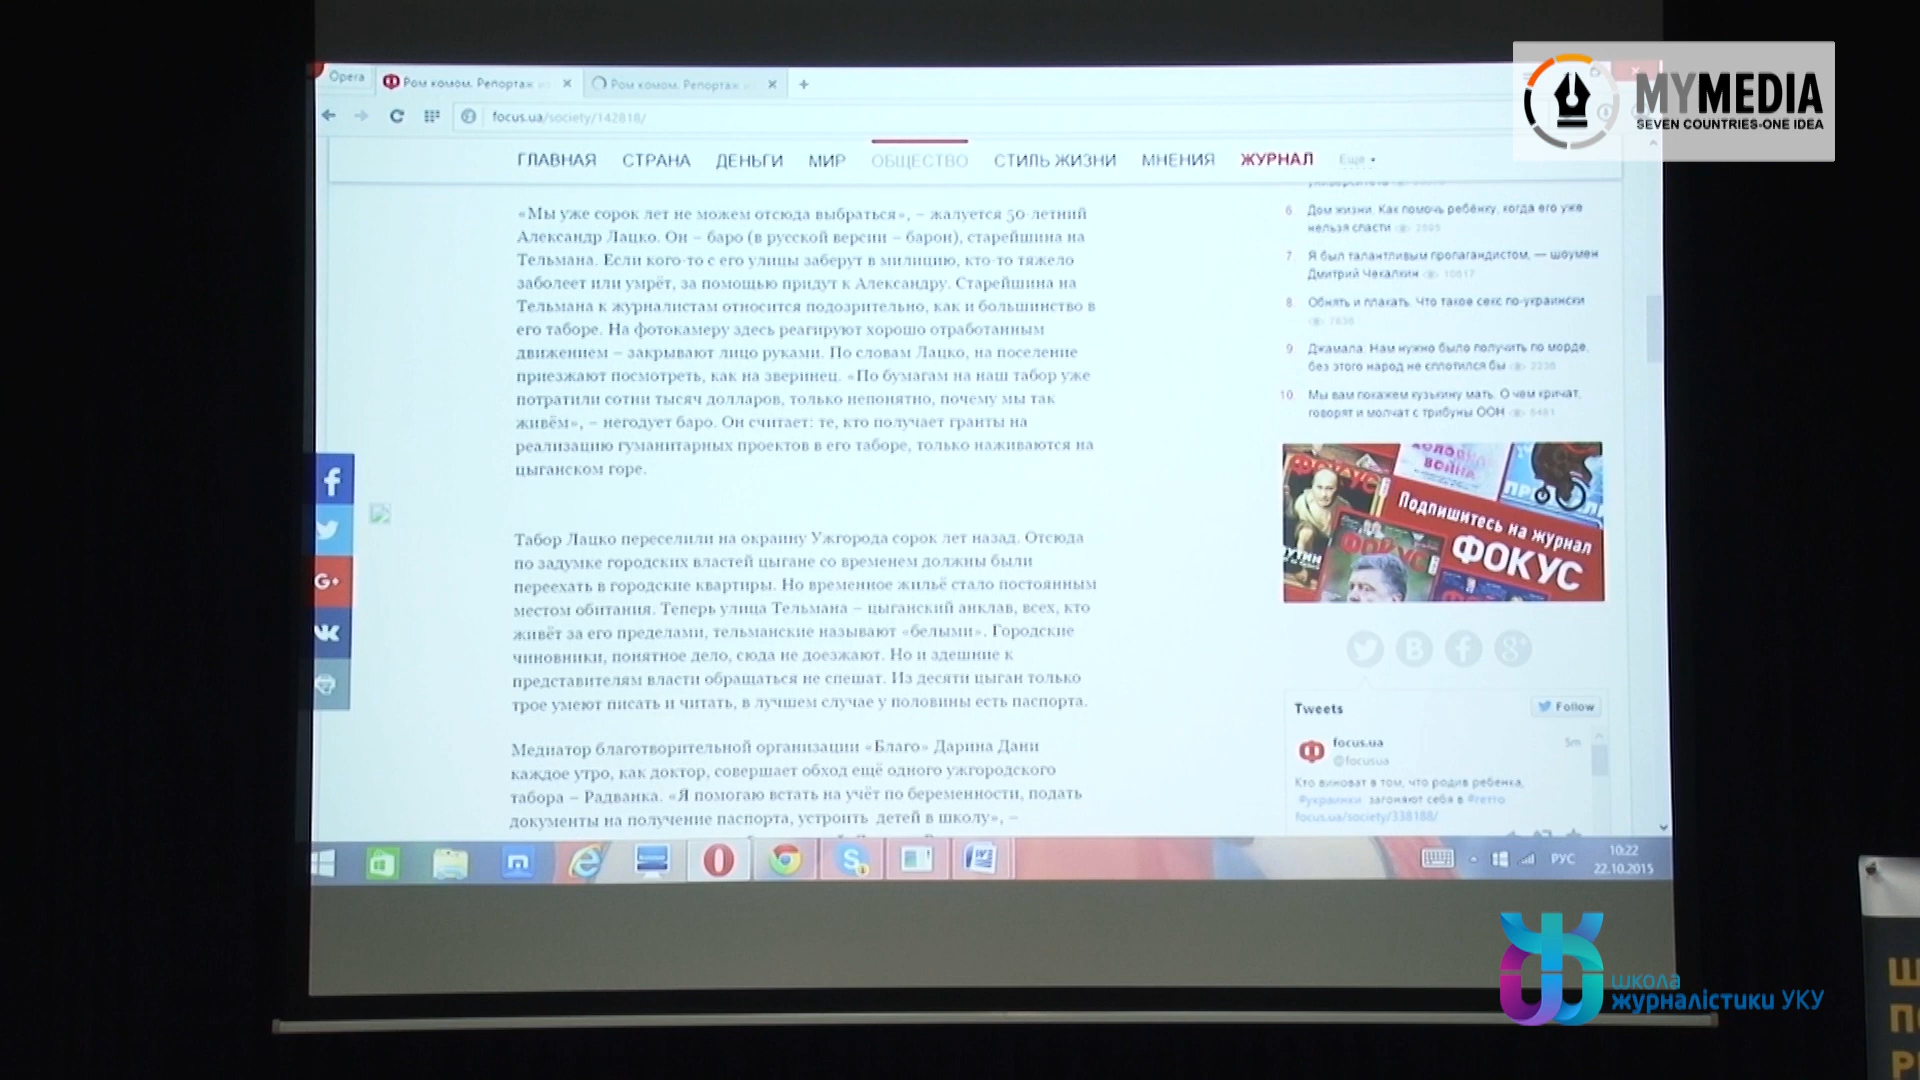 MYMEDIA
SEVEN COUNTRIES-ONE IDEA
Opera
Ром комом. Репортаж из
Ром комом. Репортаж
focus.ua/society/142818/
ГЛАВНАЯ СТРАНА ДЕНЬГИ МИР ОБЩЕСТВО СТИЛЬ ЖИЗНИ МНЕНИЯ ЖУРНАЛ Еще
«Мы уже сорок лет не можем отсюда выбраться», – жалуется 50-летний
Александр Лацко. Он – баро (в русской версии – барон), старейшина на
Тельмана. Если кого-то с его улицы заберут в милицию, кто-то тяжело
заболеет или умрёт, за помощью придут к Александру. Старейшина на
Тельмана к журналистам относится подозрительно, как и большинство в
его таборе. На фотокамеру здесь реагируют хорошо отработанным
движением – закрывают лицо руками. По словам Лацко, на поселение
приезжают посмотреть, как на зверинец. «По бумагам на наш табор уже
потратили сотни тысяч долларов, только непонятно, почему мы так
живём», – негодует баро. Он считает: те, кто получает гранты на
реализацию гуманитарных проектов в его таборе, только наживаются на
цыганском горе.
Табор Лацко переселили на окраину Ужгорода сорок лет назад. Отсюда
по задумке городских властей цыгане со временем должны были
переехать в городские квартиры. Но временное жильё стало постоянным
местом обитания. Теперь улица Тельмана – цыганский анклав, всех, кто
живёт за его пределами, тельманские называют «белыми». Городские
чиновники, понятное дело, сюда не доезжают. Но и здешние к
представителям власти обращаться не спешат. Из десяти цыган только
трое умеют писать и читать, в лучшем случае у половины есть паспорта.
Медиатор благотворительной организации «Благо» Дарина Дани
каждое утро, как доктор, совершает обход ещё одного ужгородского
табора – Радванка. «Я помогаю встать на учёт по беременности, подать
документы на получение паспорта, устроить детей в школу», –
университета
6 Дом жизни. Как помочь ребёнку, когда его уже
нельзя спасти 2595
7 Я был талантливым пропагандистом, — шоумен
Дмитрий Чекалкин 10617
8 Обнять и плакать. Что такое секс по-украински
7836
9 Джамала: Нам нужно было получить по морде,
без этого народ не сплотился бы 2236
10 Мы вам покажем кузькину мать. О чем кричат,
говорят и молчат с трибуны ООН 5481
ФОКУС
ВОЙНА
Подпишитесь на журнал
ФОКУС
Tweets
Follow
focus.ua 5m
@focusua
Кто виноват в том, что родив ребенка,
#украинки загоняют себя в #гетто
focus.ua/society/338188/
РУС
10:22
22.10.2015
школа
журналістики УКУ